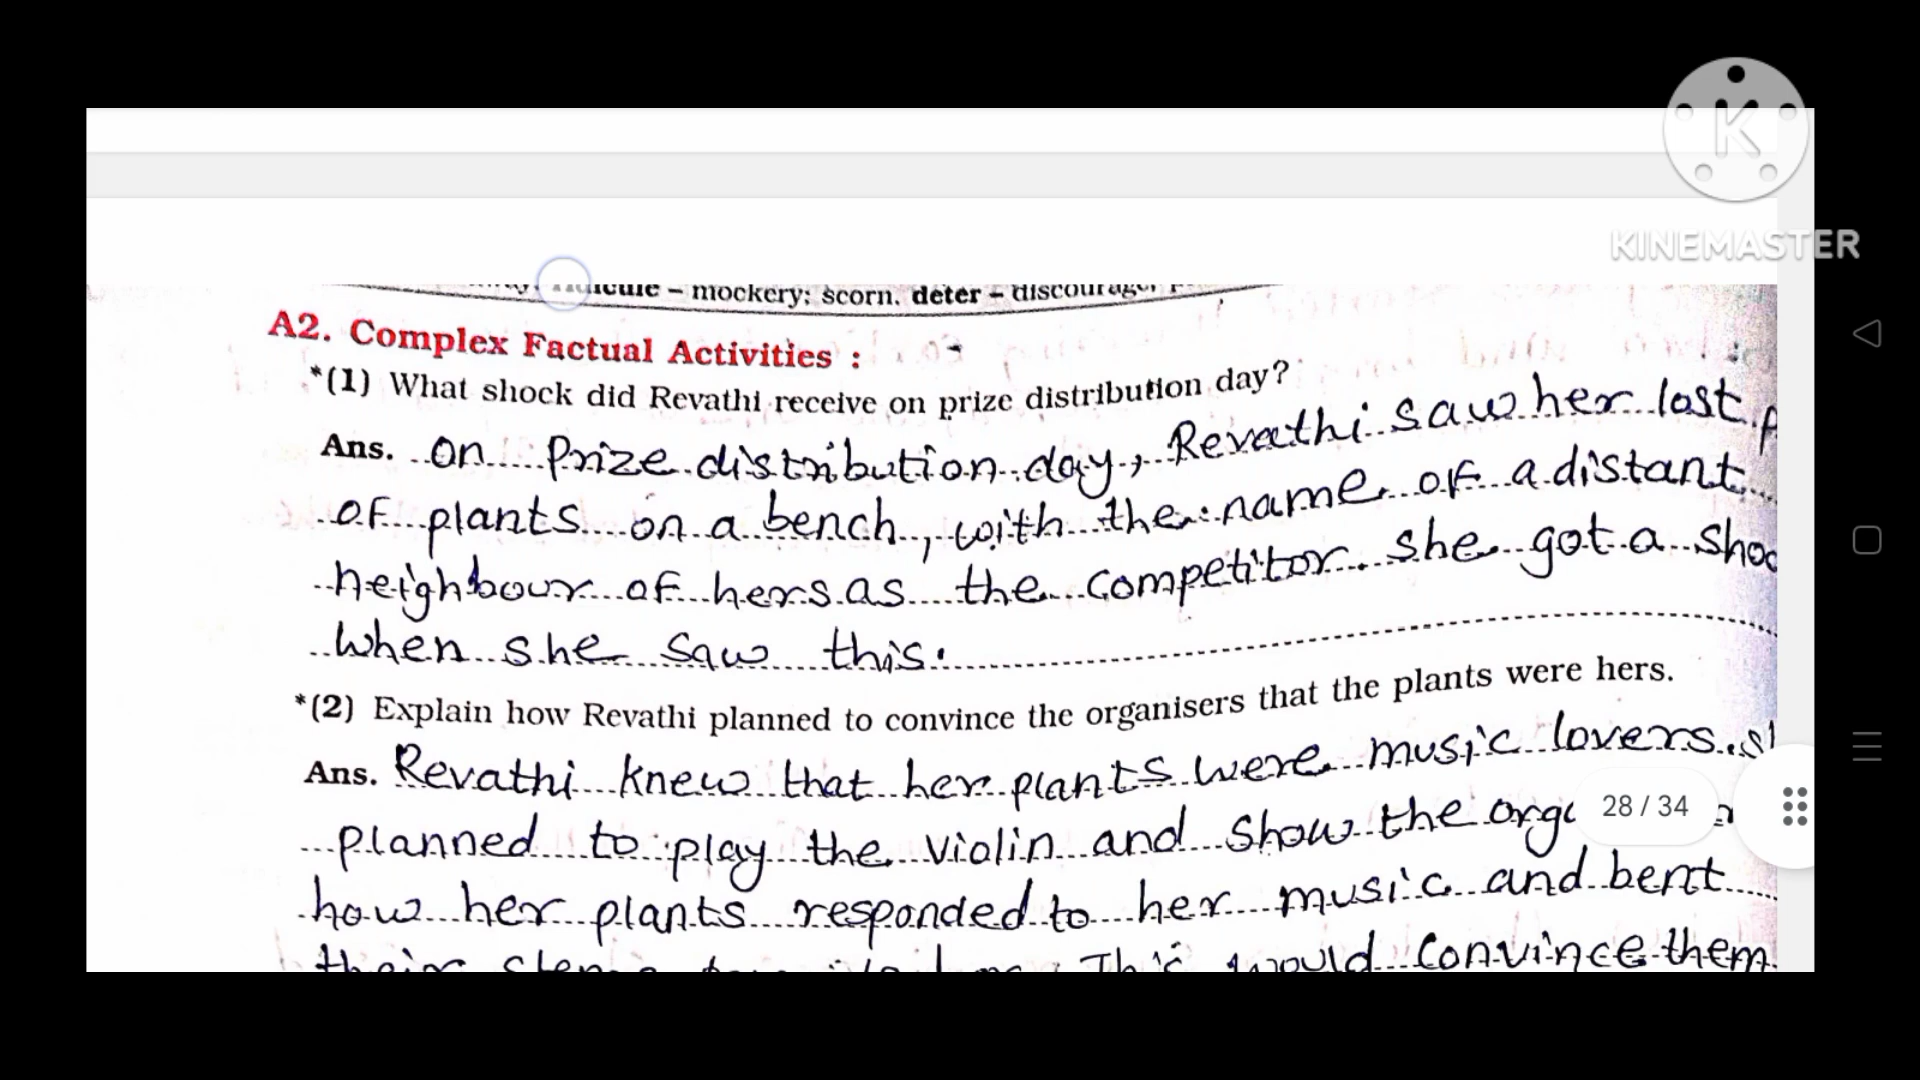 KINEMASTER
– mockery; scorn. deter – discourage.
A2. Complex Factual Activities :
*(1) What shock did Revathi receive on prize distribution day?
Ans. on Prize distribution day, Revathi saw her lost
of plants on a bench, with the name of a distant
neighbour of hers as the competitor. she got a
when she saw this.
*(2) Explain how Revathi planned to convince the organisers that the plants were hers.
Ans. Revathi knew that her plants were music lovers.
planned to play the violin and show the
28 / 34
how her plants responded to her music and bent
their This would convince them